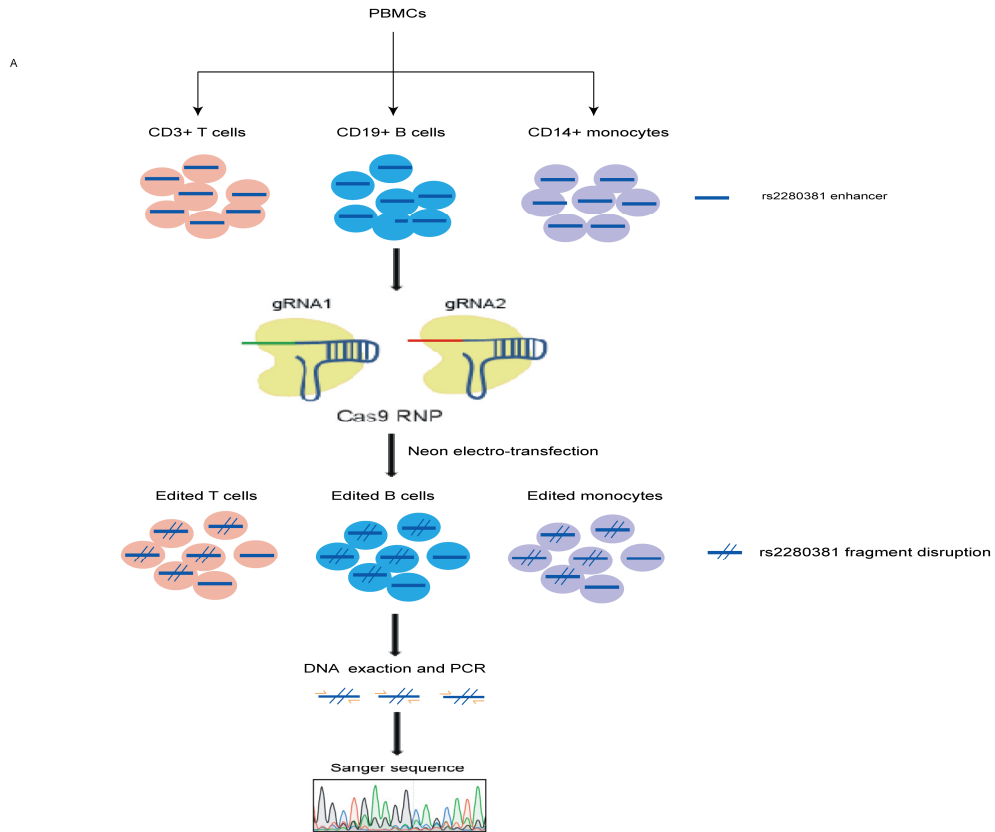 PBMCs
A
CD3+ T cells
CD19+ B cells
CD14+ monocytes
rs2280381 enhancer
gRNA1
gRNA2
Cas9 RNP
Neon electro-transfection
Edited T cells
Edited B cells
Edited monocytes
rs2280381 fragment disruption
DNA exaction and PCR
Sanger sequence